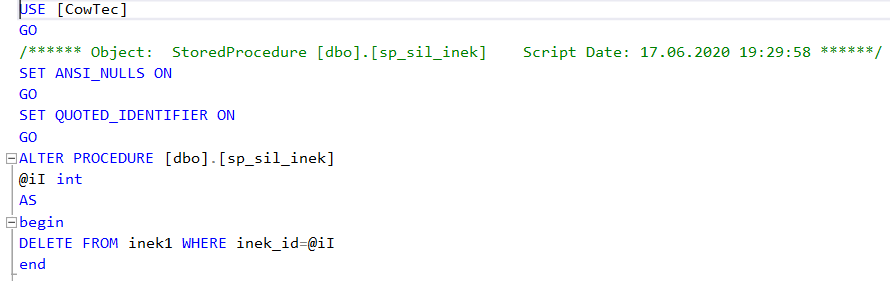 USE [CowTec]
GO
/****** Object:  StoredProcedure [dbo].[sp_sil_inek]    Script Date: 17.06.2020 19:29:58 ******/
SET ANSI_NULLS ON
GO
SET QUOTED_IDENTIFIER ON
GO
ALTER PROCEDURE [dbo].[sp_sil_inek]
@iI int
AS
begin
DELETE FROM inek1 WHERE inek_id=@iI
end